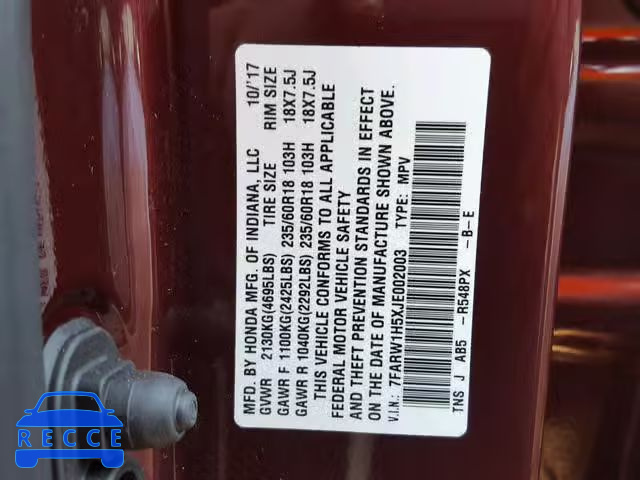 MFD. BY HONDA MFG. OF INDIANA, LLC 10/'17
GVWR 2130KG(4695LBS) TIRE SIZE RIM SIZE
GAWR F 1100KG(2425LBS) 235/60R18 103H 18X7.5J
GAWR R 1040KG(2292LBS) 235/60R18 103H 18X7.5J
THIS VEHICLE CONFORMS TO ALL APPLICABLE
FEDERAL MOTOR VEHICLE SAFETY
AND THEFT PREVENTION STANDARDS IN EFFECT
ON THE DATE OF MANUFACTURE SHOWN ABOVE.
V.I.N.: 7FARW1H5XJE002003 TYPE: MPV
TNS J AB5 -R548PX -B-E
RECCE